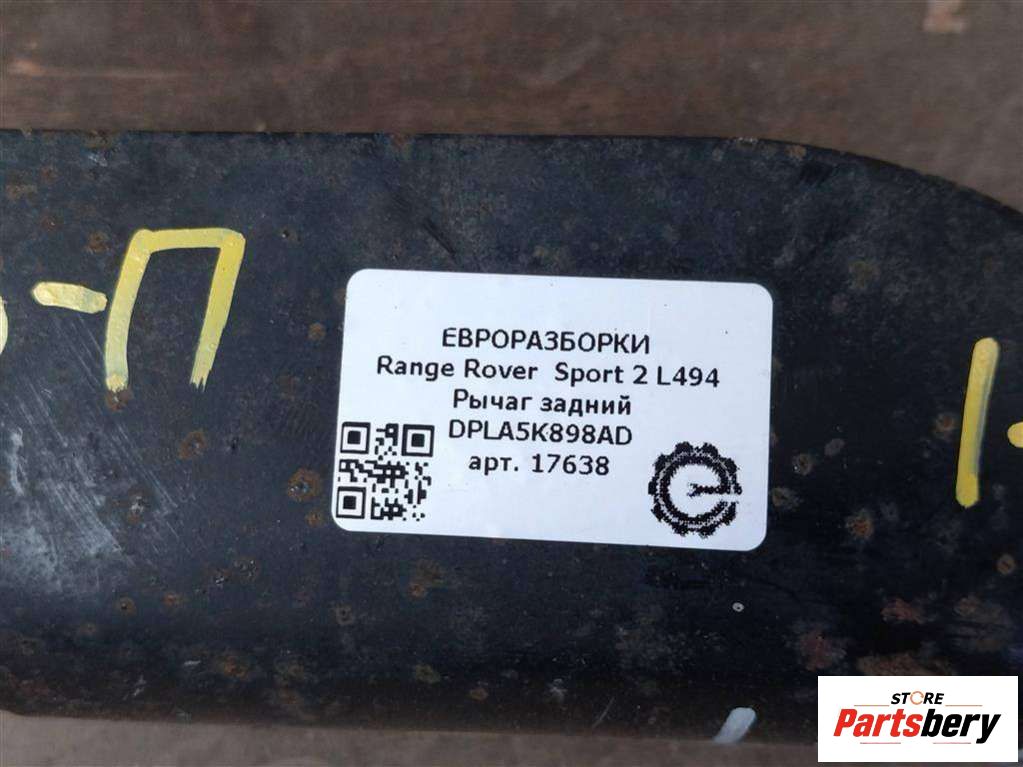 -П
ЕВРОРАЗБОРКИ
Range Rover Sport 2 L494
Рычаг задний
DPLA5K898AD
арт. 17638
STORE
Partsbery